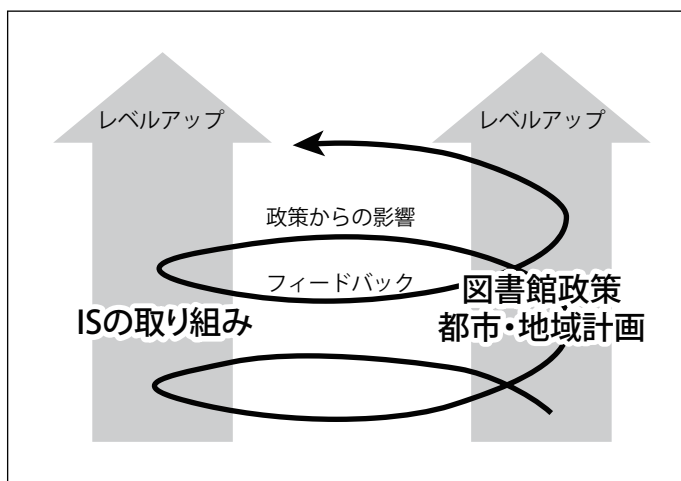 レベルアップ
レベルアップ
政策からの影響
フィードバック
ISの取り組み
図書館政策
都市・地域計画